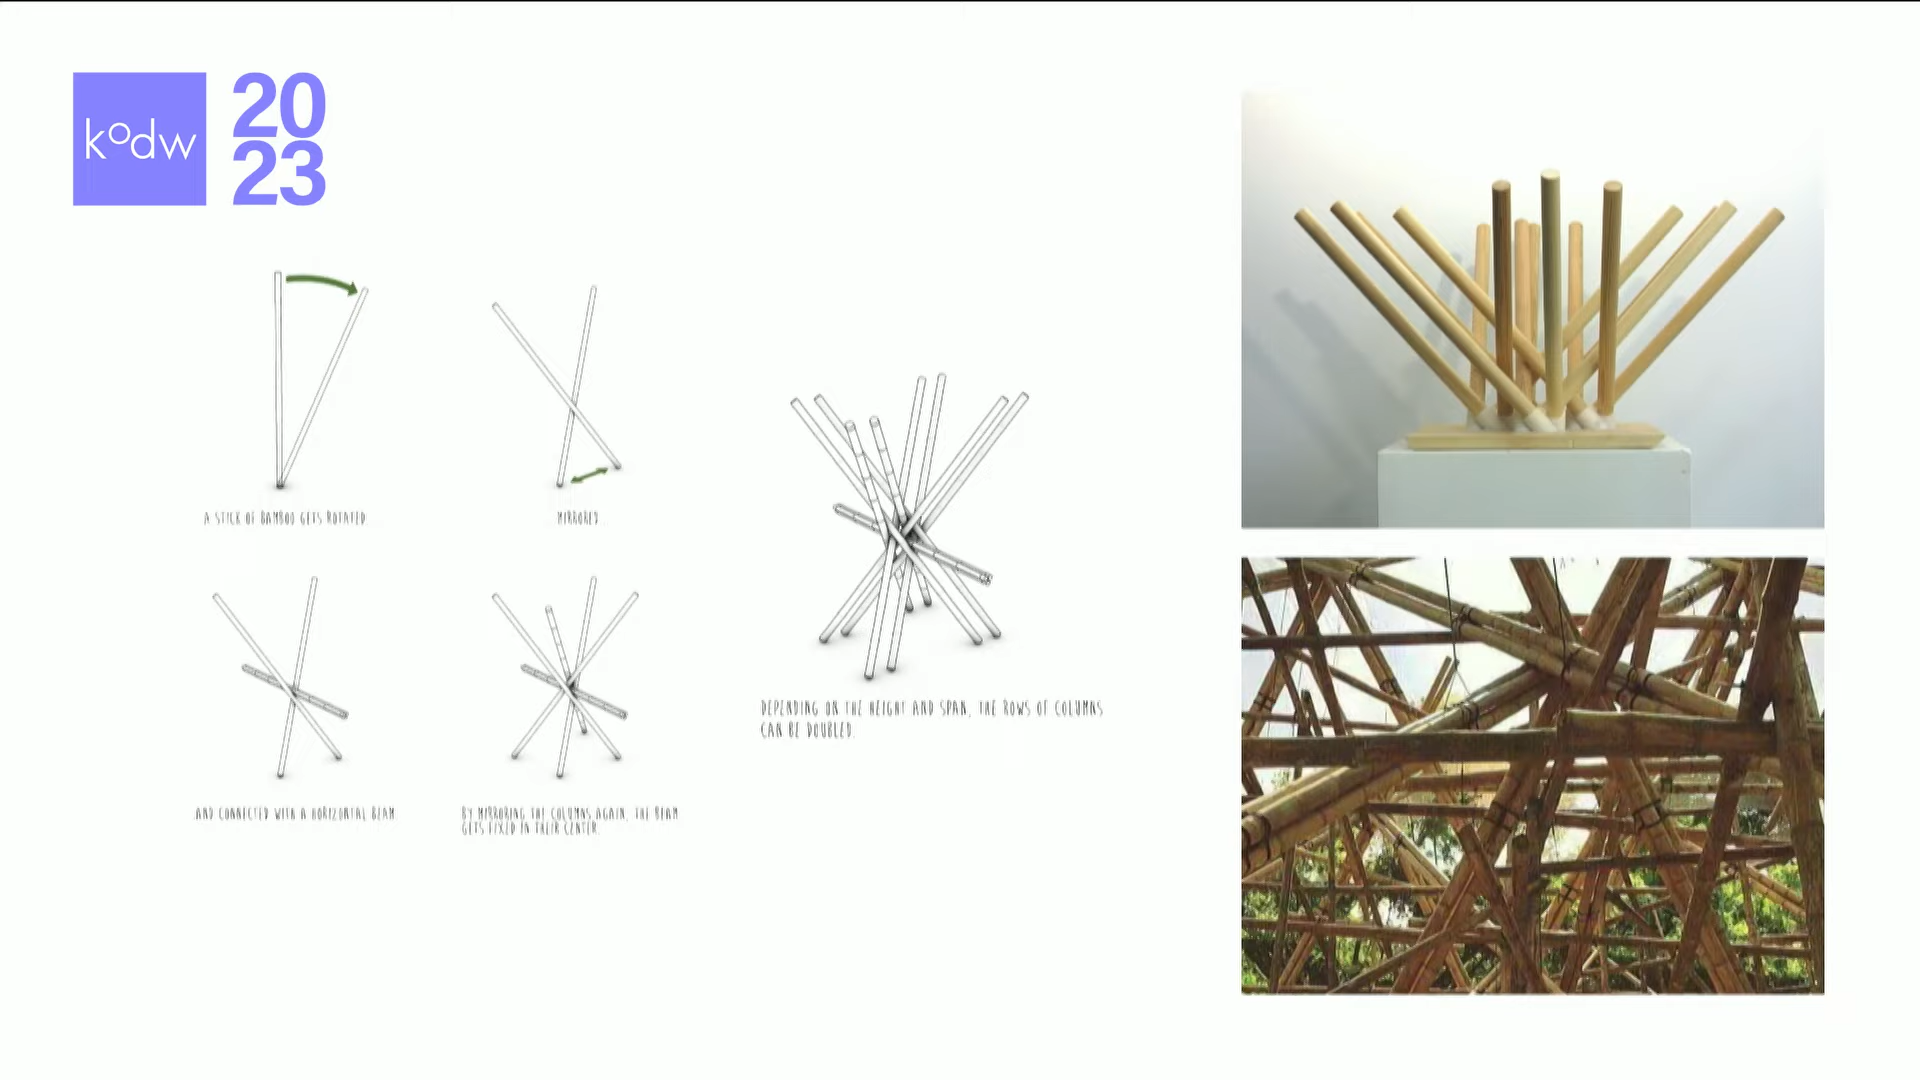 kodw
20
23
A STICK OF BAMBOO GETS ROTATED
MIRRORED
AND CONNECTED WITH A HORIZONTAL BEAM
BY MIRRORING THE COLUMNS AGAIN, THE BEAM
GETS FIXED IN THEIR CENTER.
DEPENDING ON THE HEIGHT AND SPAN, THE ROWS OF COLUMNS
CAN BE DOUBLED.